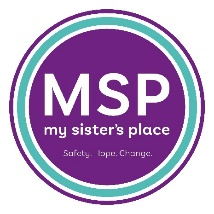 MSP
my sister's place
Safety. Hope. Change.